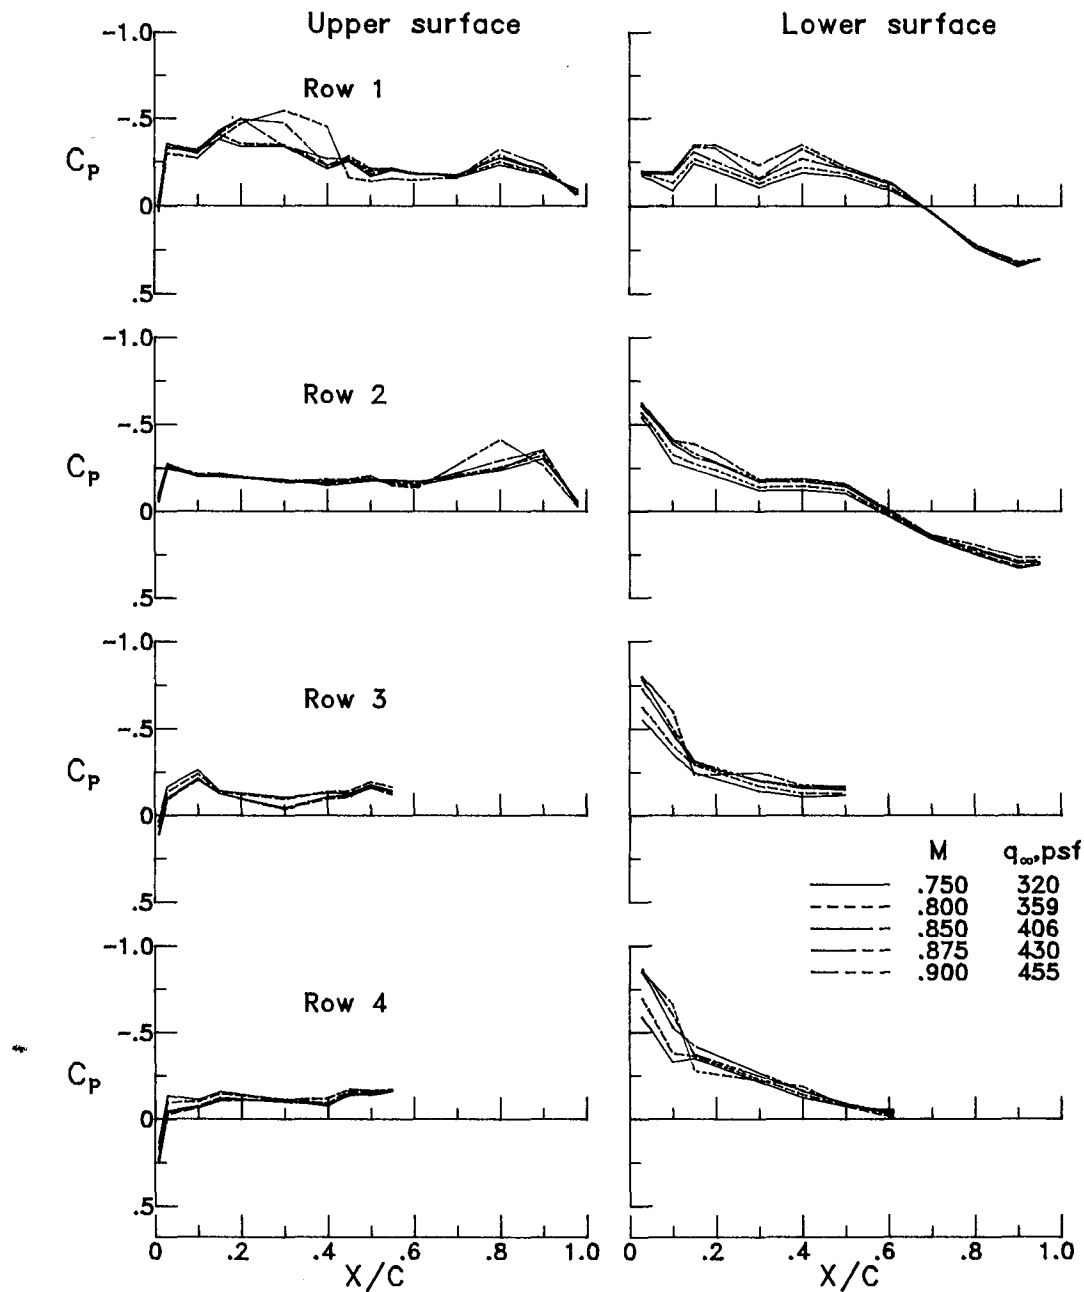 Upper surface
Lower surface
Row 1
-1.0
-.5
0
.5
Cp
Row 2
-1.0
-.5
0
.5
Cp
Row 3
-1.0
-.5
0
.5
Cp
Row 4
-1.0
-.5
0
.5
Cp
M q∞,psf
.750 320
.800 359
.850 406
.875 430
.900 455
0 .2 .4 .6 .8 1.0
X/C
0 .2 .4 .6 .8 1.0
X/C